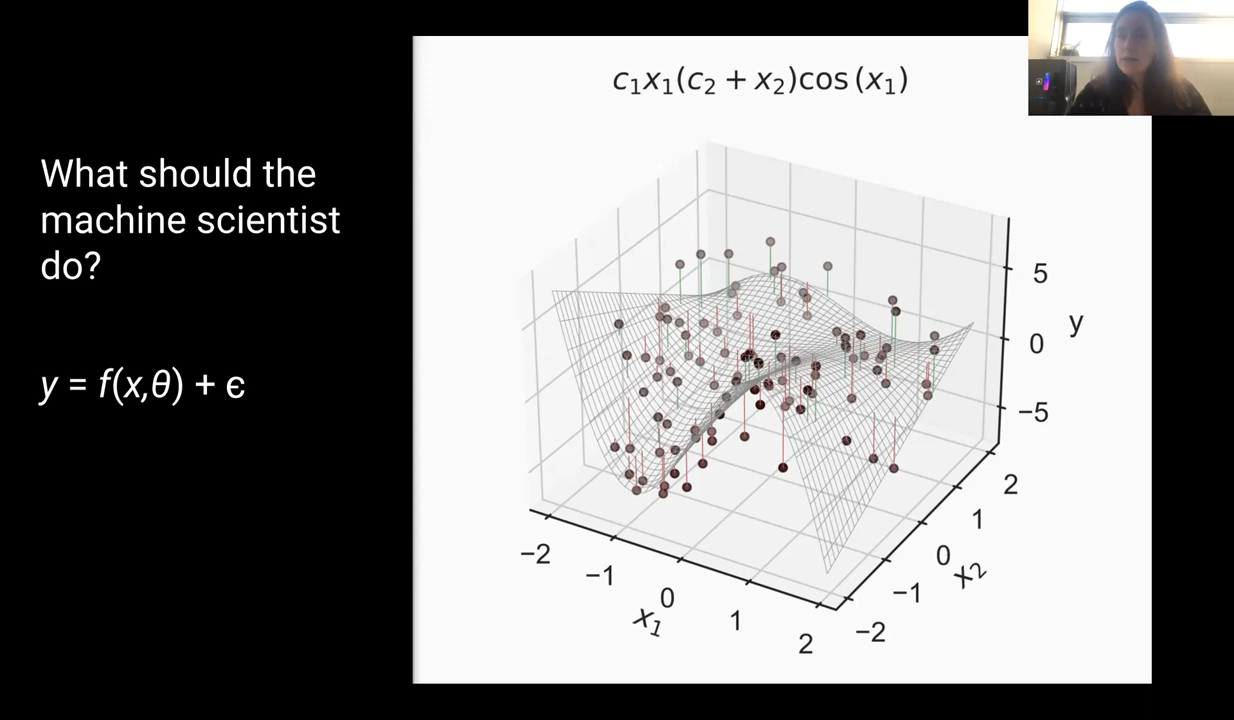 What should the
machine scientist
do?
y = f(x,θ) + ϵ
c₁x₁(c₂ + x₂)cos (x₁)
5
0
−5
y
2
1
0
−1
−2
x₂
−2
−1
0
1
2
x₁